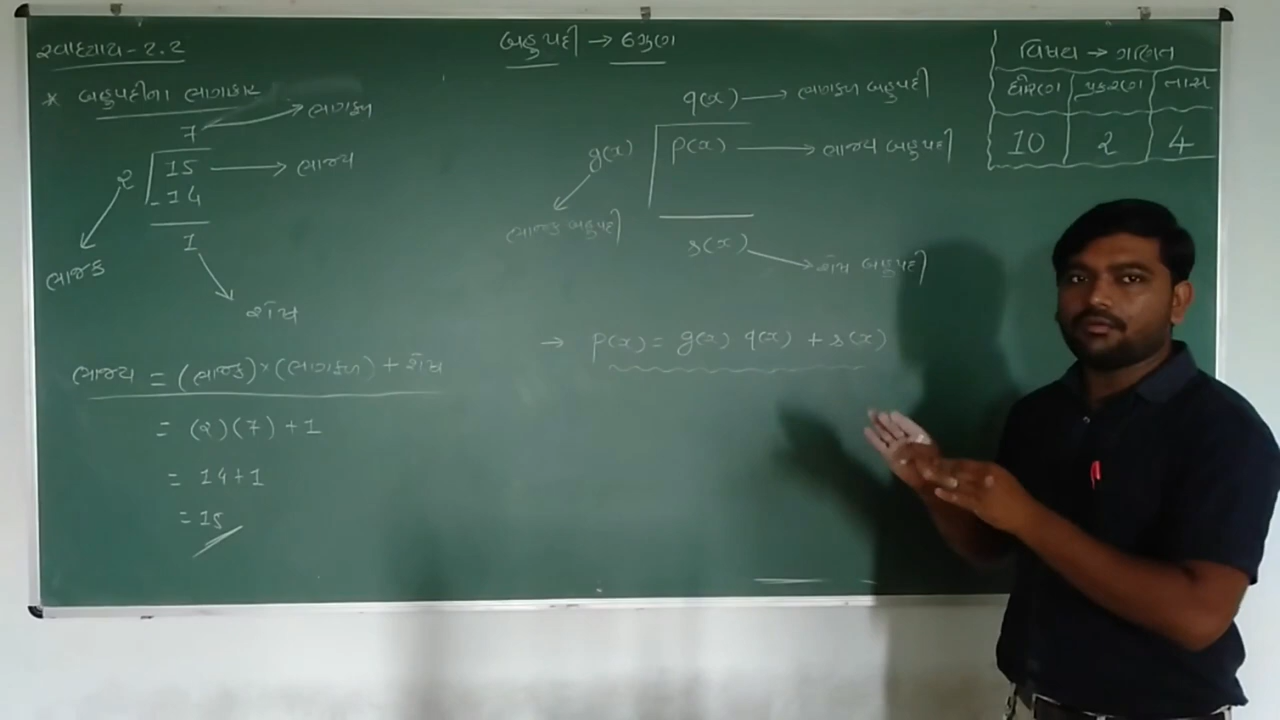 સ્વાધ્યાય-2.2
બહુપદી → ઉકેલ
વિષય → ગણિત
ધોરણ પ્રકરણ તાસ
10 2 4
* બહુપદીના ભાગાકાર
7 → ભાગફળ
2 15 → ભાજ્ય
-14
1
ભાજક
શેષ
ભાજ્ય = (ભાજક)×(ભાગફળ) + શેષ
= (2)(7)+1
= 14+1
= 15
q(x) → ભાગફળ બહુપદી
g(x) p(x) → ભાજ્ય બહુપદી
ભાજક બહુપદી
s(x) → શેષ બહુપદી
→ p(x) = g(x) q(x) + s(x)